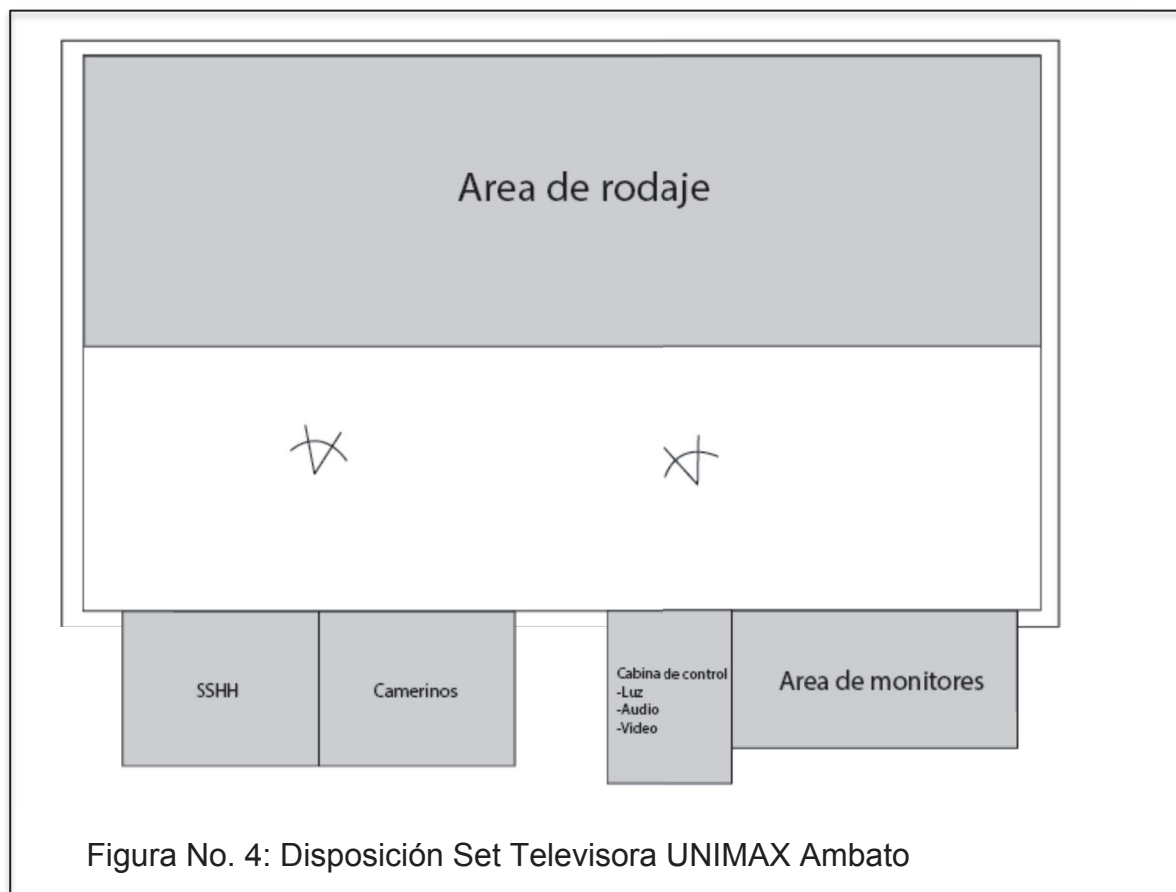 Area de rodaje
SSHH
Camerinos
Cabina de control
-Luz
-Audio
-Video
Area de monitores
Figura No. 4: Disposición Set Televisora UNIMAX Ambato